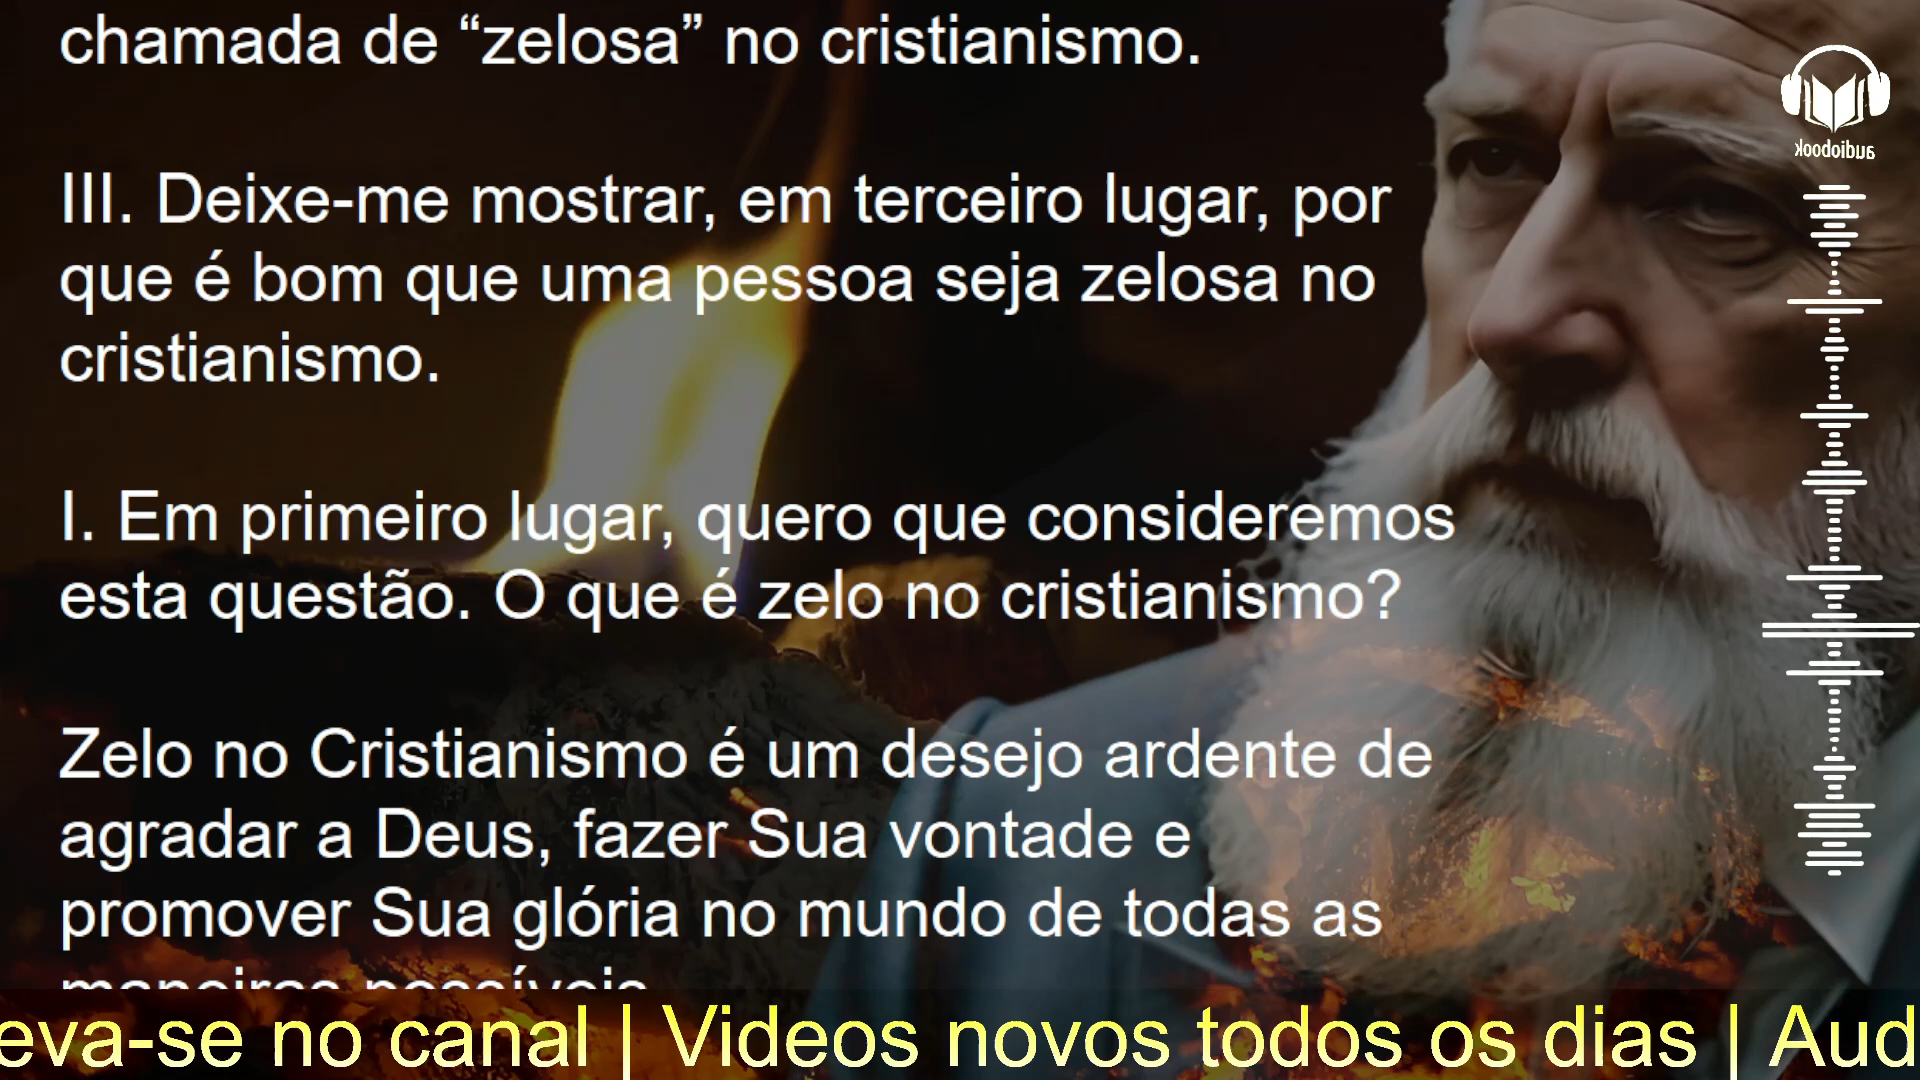 chamada de “zelosa” no cristianismo.
III. Deixe-me mostrar, em terceiro lugar, por
que é bom que uma pessoa seja zelosa no
cristianismo.
I. Em primeiro lugar, quero que consideremos
esta questão. O que é zelo no cristianismo?
Zelo no Cristianismo é um desejo ardente de
agradar a Deus, fazer Sua vontade e
promover Sua glória no mundo de todas as
maneiras possíveis
eva-se no canal | Videos novos todos os dias | Aud
audiobook